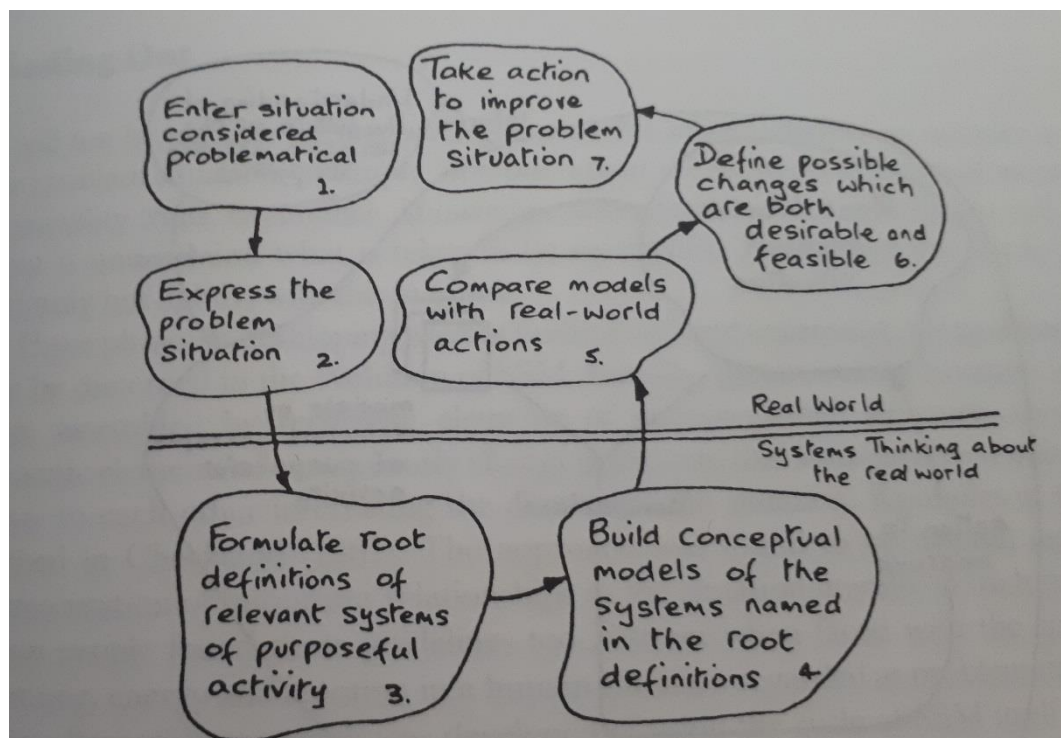 Enter situation
considered
problematical
1.
Express the
problem
situation 2.
Formulate root
definitions of
relevant systems
of purposeful
activity 3.
Build conceptual
models of the
systems named
in the root
definitions 4
Compare models
with real-world
actions 5.
Define possible
changes which
are both
desirable and
feasible 6.
Take action
to improve
the problem
situation 7.
Real World
Systems Thinking about
the real world